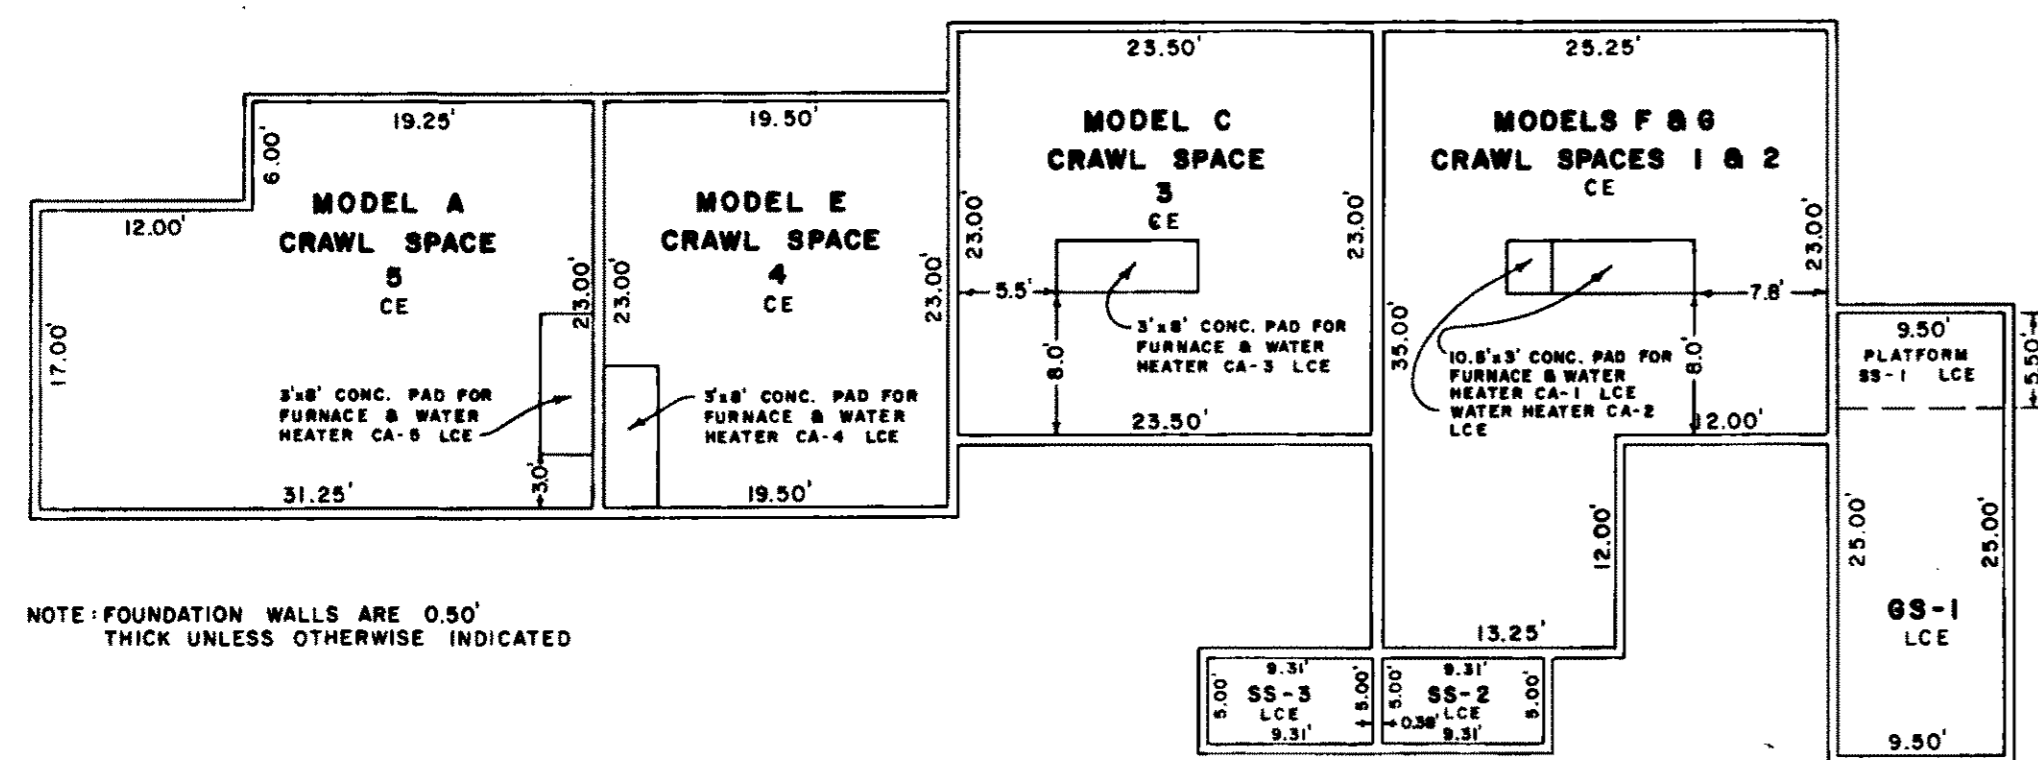 19.25'
6.00'
12.00'
MODEL A
CRAWL SPACE
5
CE
17.00'
23.00'
3'x8' CONC. PAD FOR
FURNACE & WATER
HEATER CA-5 LCE
3.0'
31.25'
19.50'
MODEL E
CRAWL SPACE
4
CE
23.00'
23.00'
3'x8' CONC. PAD FOR
FURNACE & WATER
HEATER CA-4 LCE
19.50'
23.50'
MODEL C
CRAWL SPACE
3
CE
23.00'
23.00'
5.5'
8.0'
3'x8' CONC. PAD FOR
FURNACE & WATER
HEATER CA-3 LCE
23.50'
25.25'
MODELS F & G
CRAWL SPACES 1 & 2
CE
23.00'
7.8'
35.00'
8.0'
CONC. PAD FOR
FURNACE & WATER
HEATER CA-1 LCE
WATER HEATER CA-2
LCE
12.00'
12.00'
13.25'
9.50'
PLATFORM
SS-1 LCE
5.50'
25.00'
25.00'
GS-1
LCE
9.50'
9.31'
5.00'
SS-3
LCE
5.00'
9.31'
9.31'
5.00'
SS-2
LCE
5.00'
0.38'
9.31'
NOTE: FOUNDATION WALLS ARE 0.50'
THICK UNLESS OTHERWISE INDICATED